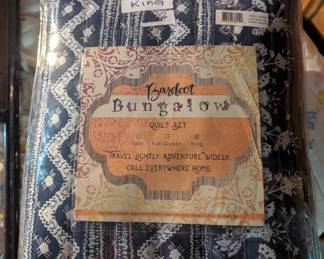 King
Barefoot
Bungalow
QUILT SET
Twin Full/Queen King
TRAVEL LIGHTLY. ADVENTURE WIDELY.
CALL EVERYWHERE HOME.